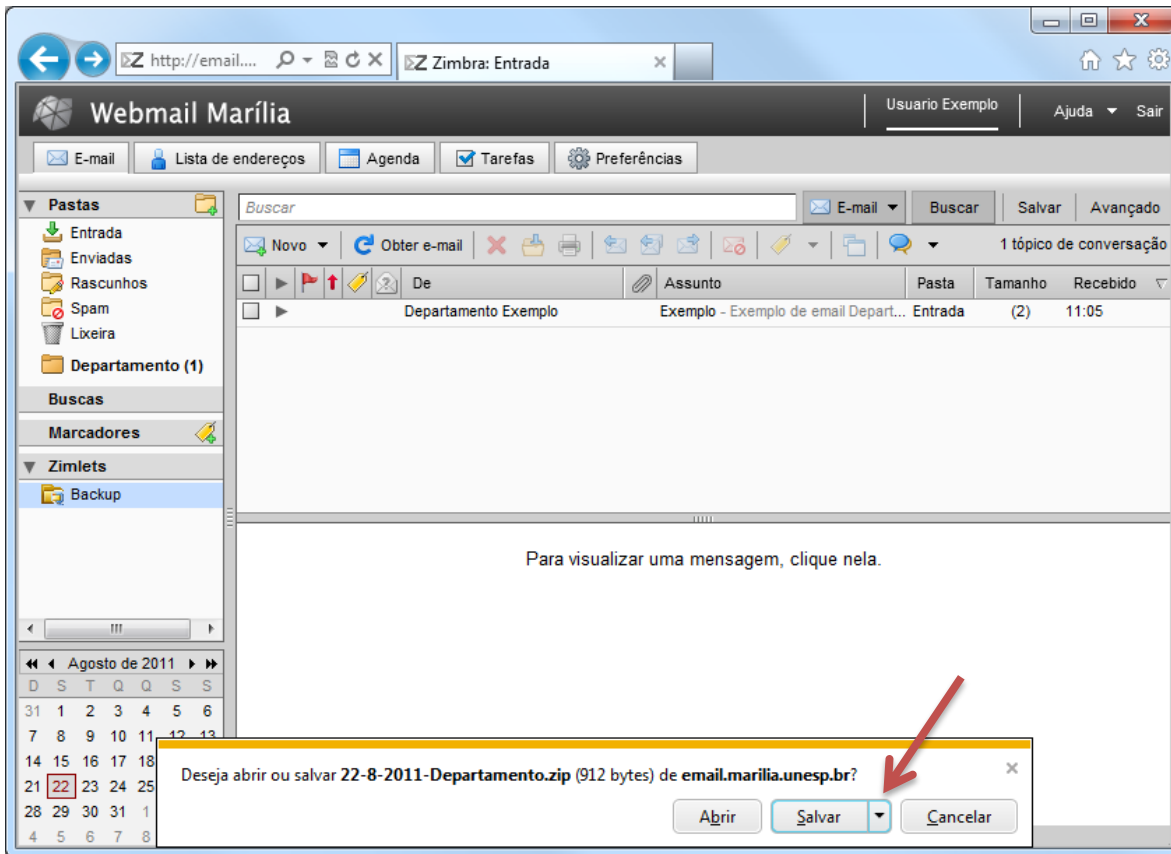 http://email....
Zimbra: Entrada
Webmail Marília
Usuario Exemplo
Ajuda
Sair
E-mail
Lista de endereços
Agenda
Tarefas
Preferências
Pastas
Entrada
Enviadas
Rascunhos
Spam
Lixeira
Departamento (1)
Buscas
Marcadores
Zimlets
Backup
Buscar
E-mail
Buscar
Salvar
Avançado
Novo
Obter e-mail
1 tópico de conversação
De
Assunto
Pasta
Tamanho
Recebido
Departamento Exemplo
Exemplo - Exemplo de email Depart...
Entrada
(2)
11:05
Para visualizar uma mensagem, clique nela.
Agosto de 2011
D S T Q Q S S
31 1 2 3 4 5 6
7 8 9 10 11 12 13
14 15 16 17 18
21 22 23 24 25
28 29 30 31 1
4 5 6 7 8
Deseja abrir ou salvar 22-8-2011-Departamento.zip (912 bytes) de email.marilia.unesp.br?
Abrir
Salvar
Cancelar